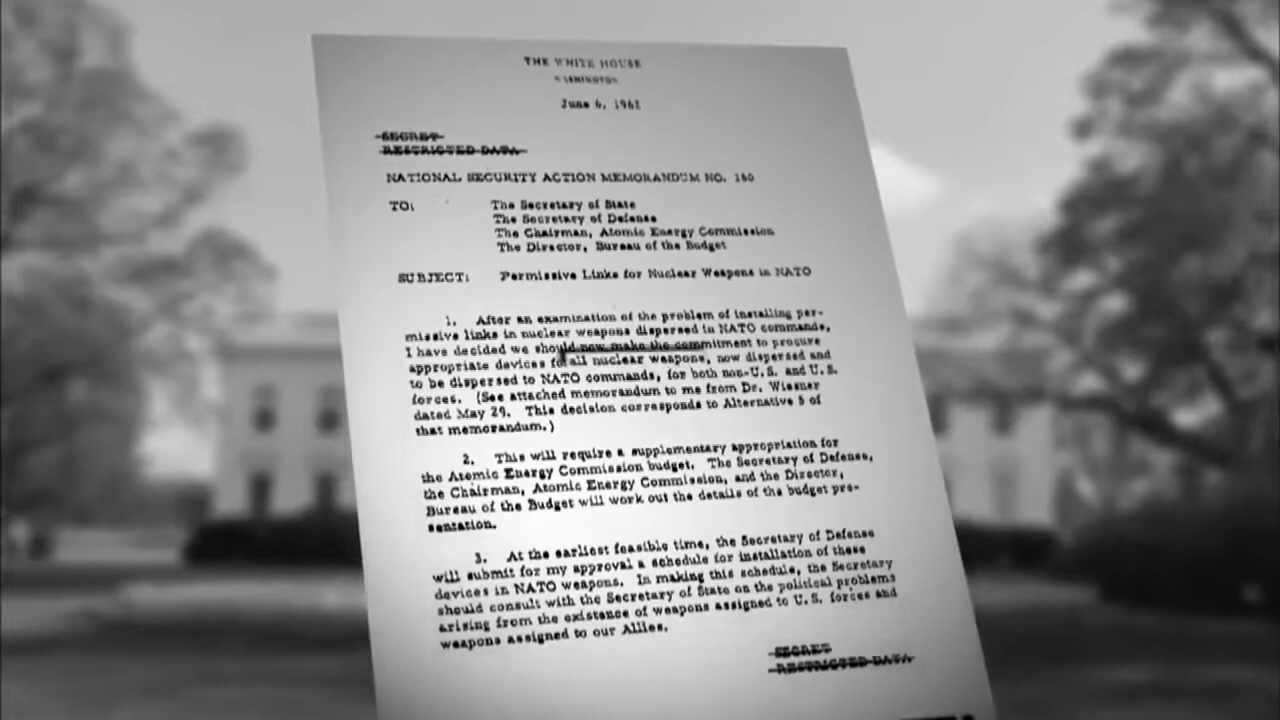 THE WHITE HOUSE
WASHINGTON
June 6, 1962
SECRET
RESTRICTED DATA
NATIONAL SECURITY ACTION MEMORANDUM NO. 160
TO: The Secretary of State
The Secretary of Defense
The Chairman, Atomic Energy Commission
The Director, Bureau of the Budget
SUBJECT: Permissive Links for Nuclear Weapons in NATO
1. After an examination of the problem of installing per-
missive links in nuclear weapons dispersed in NATO commands,
I have decided we should now make the commitment to procure
appropriate devices for all nuclear weapons, now dispersed and
to be dispersed to NATO commands, for both non-U.S. and U.S.
forces. (See attached memorandum to me from Dr. Wiesner
dated May 29. This decision corresponds to Alternative 5 of
that memorandum.)
2. This will require a supplementary appropriation for
the Atomic Energy Commission budget. The Secretary of Defense,
the Chairman, Atomic Energy Commission, and the Director,
Bureau of the Budget will work out the details of the budget pre-
sentation.
3. At the earliest feasible time, the Secretary of Defense
will submit for my approval a schedule for installation of these
devices in NATO weapons. In making this schedule, the Secretary
should consult with the Secretary of State on the political problems
arising from the existence of weapons assigned to U.S. forces and
weapons assigned to our Allies.
SECRET
RESTRICTED DATA